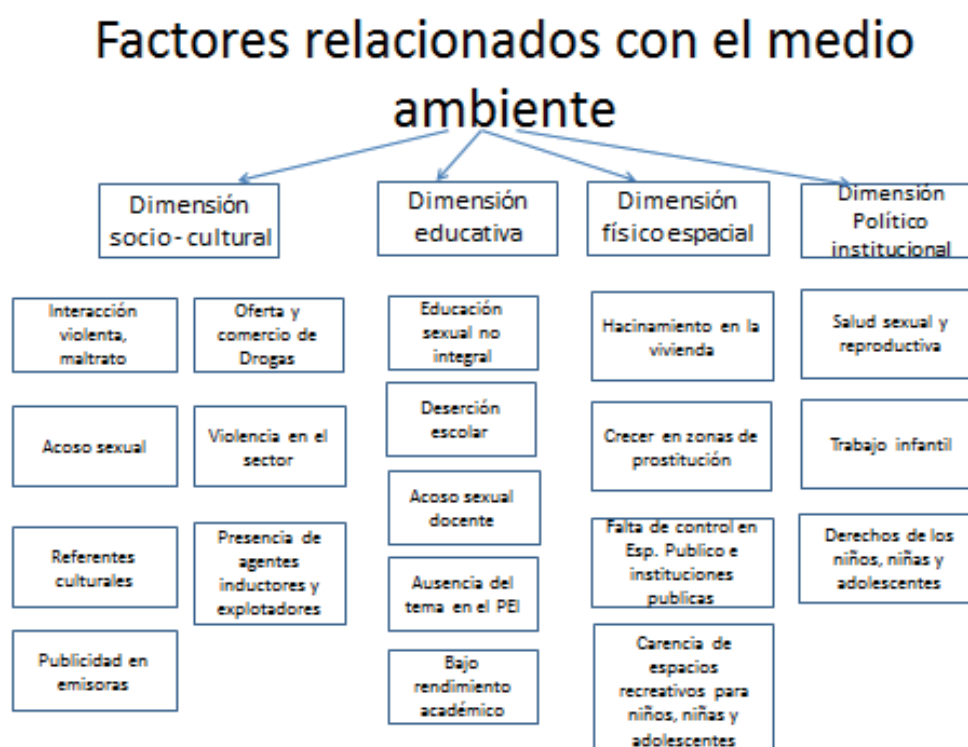 Factores relacionados con el medio
ambiente
Dimensión
socio - cultural
Dimensión
educativa
Dimensión
físico espacial
Dimensión
Político
institucional
Interacción
violenta,
maltrato
Oferta y
comercio de
Drogas
Acoso sexual
Violencia en el
sector
Referentes
culturales
Presencia de
agentes
inductores y
explotadores
Publicidad en
emisoras
Educación
sexual no
integral
Deserción
escolar
Acoso sexual
docente
Ausencia del
tema en el PEI
Bajo
rendimiento
académico
Hacinamiento en la
vivienda
Crecer en zonas de
prostitución
Falta de control en
Esp. Publico e
instituciones
publicas
Carencia de
espacios
recreativos para
niños, niñas y
adolescentes
Salud sexual y
reproductiva
Trabajo infantil
Derechos de los
niños, niñas y
adolescentes